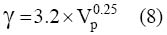 γ = 3.2 × V_p^0.25 (8)